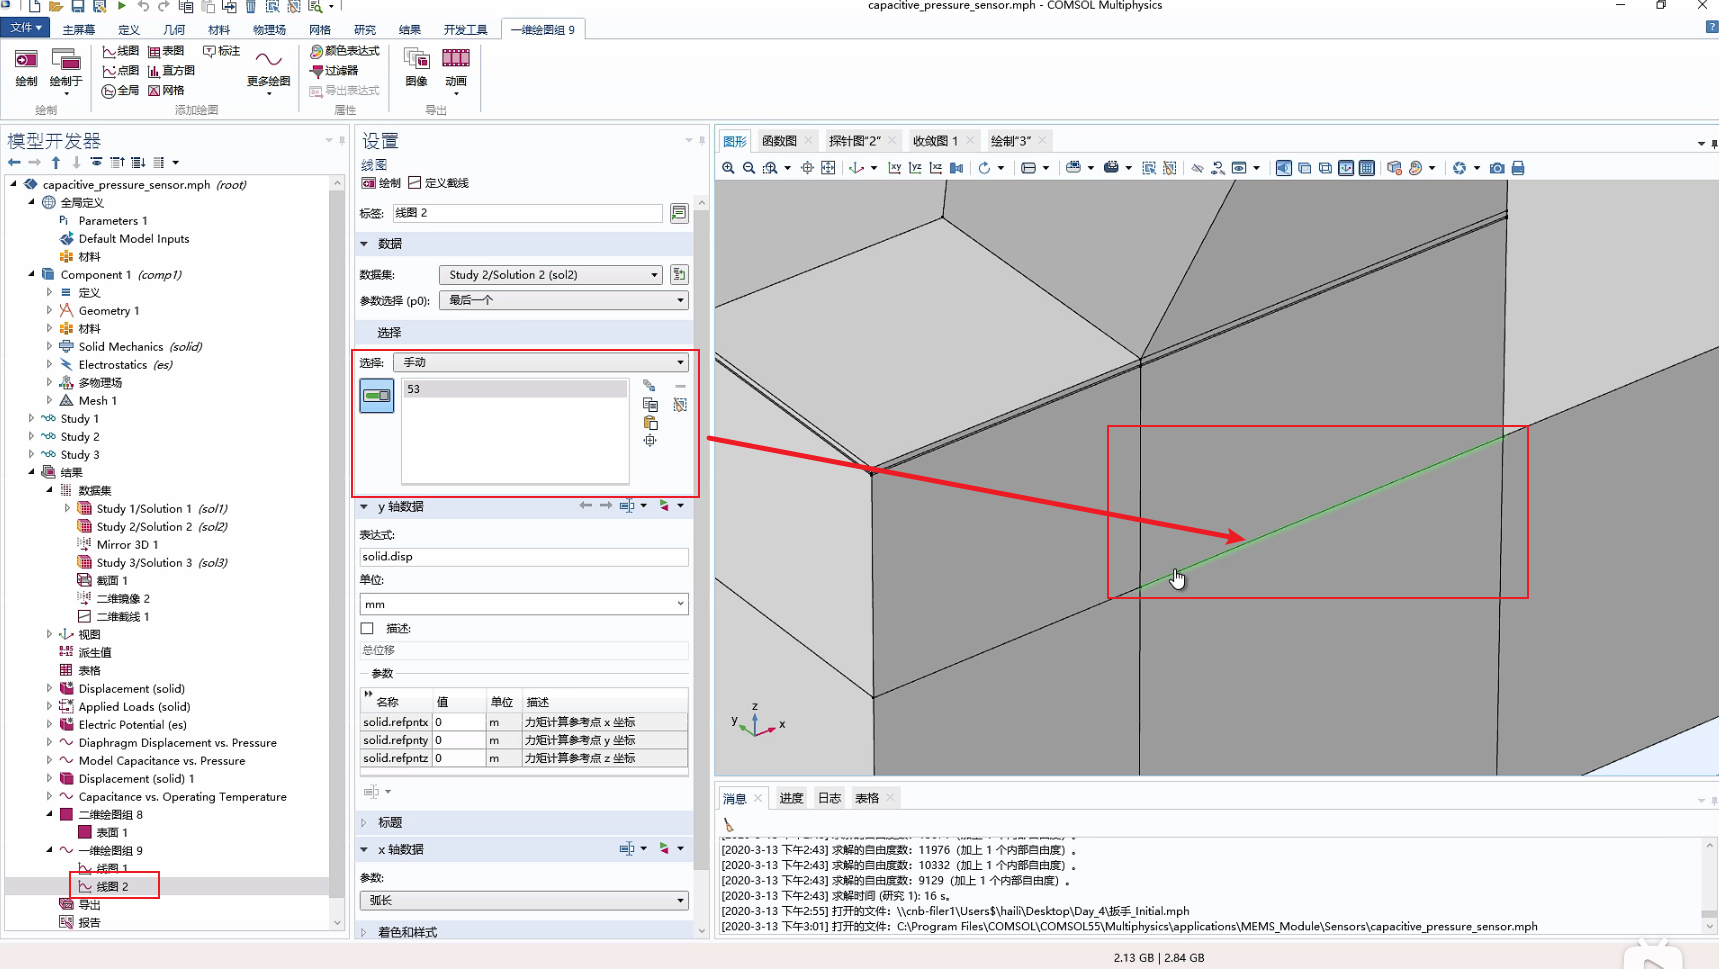 capacitive_pressure_sensor.mph - COMSOL Multiphysics
文件 主屏幕 定义 几何 材料 物理场 网格 研究 结果 开发工具 一维绘图组 9
线图 表图 标注 颜色表达式
点图 直方图 过滤器
绘制 绘制于 更多绘图 图像 动画
全局 网格 导出表达式
绘制 添加绘图 属性 导出
模型开发器
capacitive_pressure_sensor.mph (root)
全局定义
Parameters 1
Default Model Inputs
材料
Component 1 (comp1)
定义
Geometry 1
材料
Solid Mechanics (solid)
Electrostatics (es)
多物理场
Mesh 1
Study 1
Study 2
Study 3
结果
数据集
Study 1/Solution 1 (sol1)
Study 2/Solution 2 (sol2)
Mirror 3D 1
Study 3/Solution 3 (sol3)
截面 1
二维镜像 2
二维截线 1
视图
派生值
表格
Displacement (solid)
Applied Loads (solid)
Electric Potential (es)
Diaphragm Displacement vs. Pressure
Model Capacitance vs. Pressure
Displacement (solid) 1
Capacitance vs. Operating Temperature
二维绘图组 8
表面 1
一维绘图组 9
线图 1
线图 2
导出
报告
设置
线图
绘制 定义截线
标签: 线图 2
数据
数据集: Study 2/Solution 2 (sol2)
参数选择 (p0): 最后一个
选择
选择: 手动
53
y 轴数据
表达式:
solid.disp
单位:
mm
描述:
总位移
参数
名称 值 单位 描述
solid.refpntx 0 m 力矩计算参考点 x 坐标
solid.refpnty 0 m 力矩计算参考点 y 坐标
solid.refpntz 0 m 力矩计算参考点 z 坐标
标题
x 轴数据
参数:
弧长
着色和样式
图形 函数图 探针图“2” 收敛图 1 绘制“3”
xy yz xz
z
y x
消息 进度 日志 表格
[2020-3-13 下午2:43] 求解的自由度数: 11976 (加上 1 个内部自由度) 。
[2020-3-13 下午2:43] 求解的自由度数: 10332 (加上 1 个内部自由度) 。
[2020-3-13 下午2:43] 求解的自由度数: 9129 (加上 1 个内部自由度) 。
[2020-3-13 下午2:43] 求解时间 (研究 1): 16 s。
[2020-3-13 下午2:55] 打开的文件: \\cnb-filer1\Users$\haili\Desktop\Day_4\扳手_Initial.mph
[2020-3-13 下午3:01] 打开的文件: C:\Program Files\COMSOL\COMSOL55\Multiphysics\applications\MEMS_Module\Sensors\capacitive_pressure_sensor.mph
2.13 GB | 2.84 GB